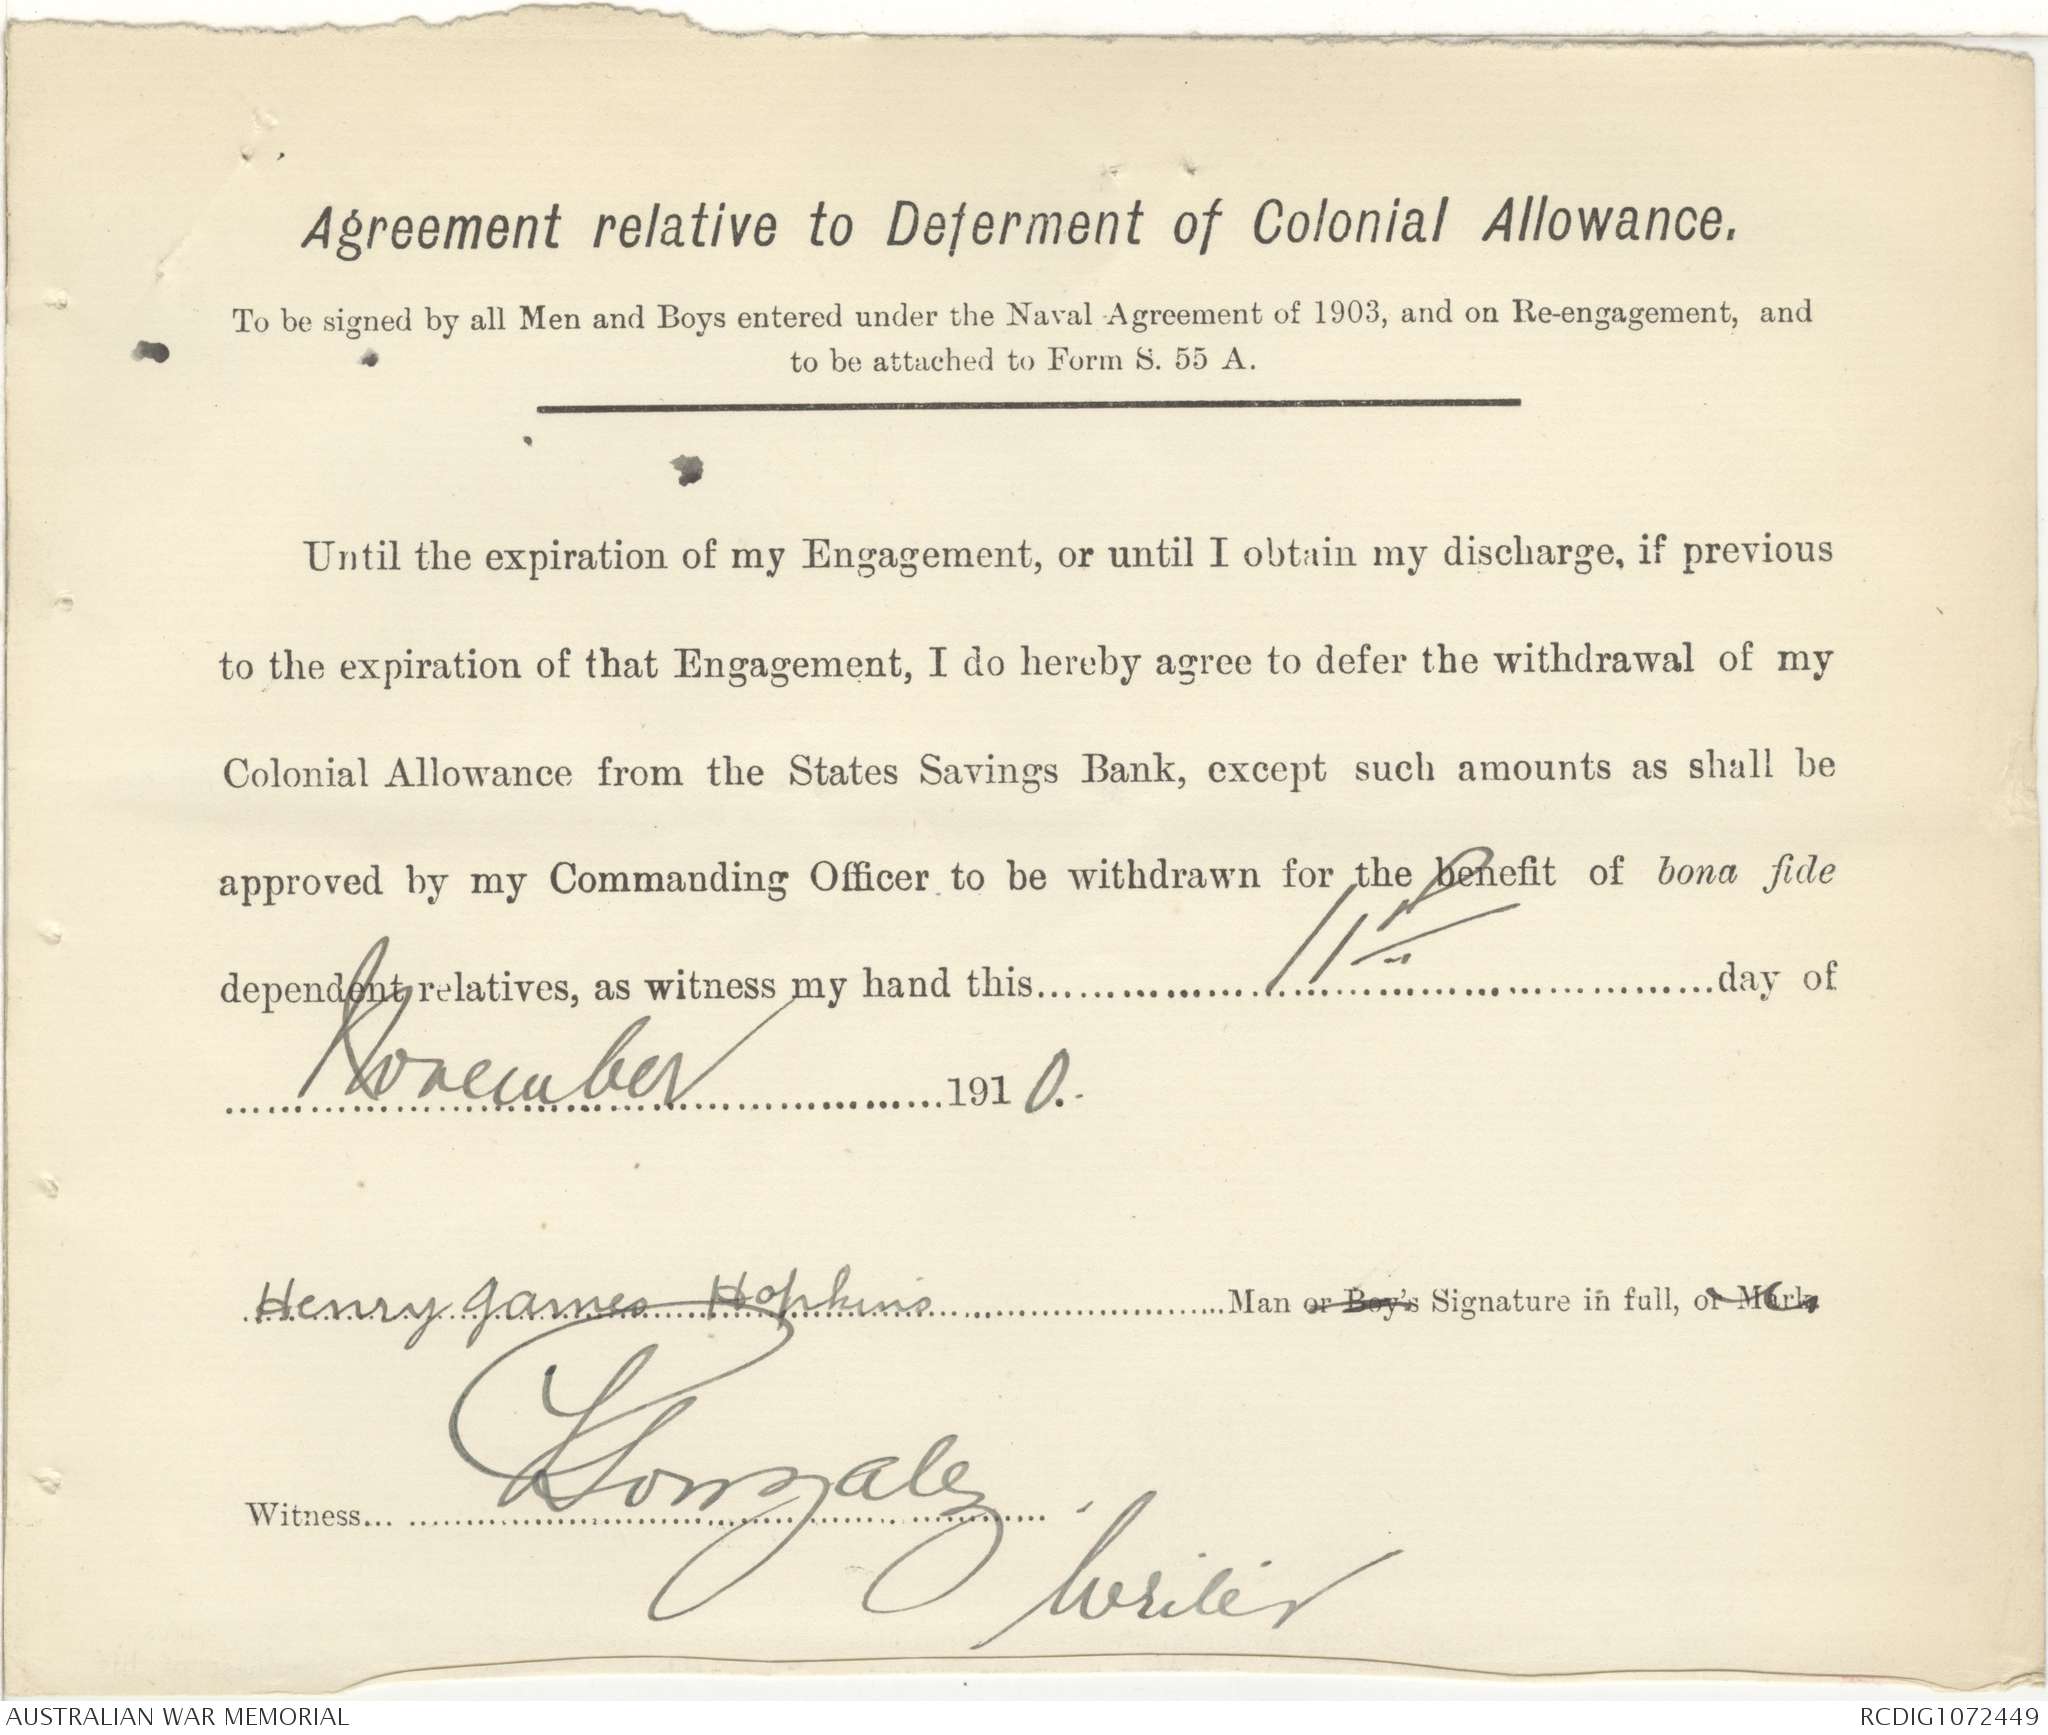 Agreement relative to Deferment of Colonial Allowance.
To be signed by all Men and Boys entered under the Naval Agreement of 1903, and on Re-engagement, and
to be attached to Form S. 55 A.
Until the expiration of my Engagement, or until I obtain my discharge, if previous
to the expiration of that Engagement, I do hereby agree to defer the withdrawal of my
Colonial Allowance from the States Savings Bank, except such amounts as shall be
approved by my Commanding Officer to be withdrawn for the benefit of bona fide
dependent relatives, as witness my hand this 11th day of
November 1910.
Henry James Hopkins Man or Boy's Signature in full, or Mark
Witness Gonzalez
Writer
AUSTRALIAN WAR MEMORIAL RCDIG1072449